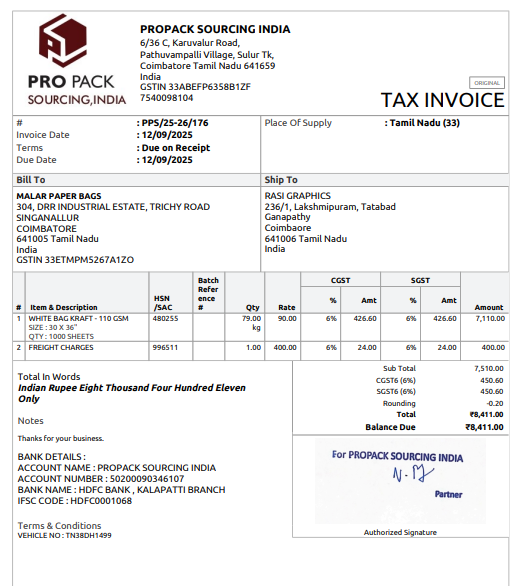 PRO PACK
SOURCING,INDIA
PROPACK SOURCING INDIA
6/36 C, Karuvalur Road,
Pathuvampalli Village, Sulur Tk,
Coimbatore Tamil Nadu 641659
India
GSTIN 33ABEFP6358B1ZF
7540098104
ORIGINAL
TAX INVOICE
# : PPS/25-26/176
Invoice Date : 12/09/2025
Terms : Due on Receipt
Due Date : 12/09/2025
Place Of Supply : Tamil Nadu (33)
Bill To
MALAR PAPER BAGS
304, DRR INDUSTRIAL ESTATE, TRICHY ROAD
SINGANALLUR
COIMBATORE
641005 Tamil Nadu
India
GSTIN 33ETMPM5267A1ZO
Ship To
RASI GRAPHICS
236/1, Lakshmipuram, Tatabad
Ganapathy
Coimbaore
641006 Tamil Nadu
India
# Item & Description HSN /SAC Batch Refer ence # Qty Rate CGST % Amt SGST % Amt Amount
1 WHITE BAG KRAFT - 110 GSM 480255 79.00 90.00 6% 426.60 6% 426.60 7,110.00
SIZE : 30 X 36" kg
QTY : 1000 SHEETS
2 FREIGHT CHARGES 996511 1.00 400.00 6% 24.00 6% 24.00 400.00
Total In Words
Indian Rupee Eight Thousand Four Hundred Eleven
Only
Notes
Thanks for your business.
BANK DETAILS :
ACCOUNT NAME : PROPACK SOURCING INDIA
ACCOUNT NUMBER : 50200090346107
BANK NAME : HDFC BANK , KALAPATTI BRANCH
IFSC CODE : HDFC0001068
Terms & Conditions
VEHICLE NO : TN38DH1499
Sub Total 7,510.00
CGST6 (6%) 450.60
SGST6 (6%) 450.60
Rounding -0.20
Total ₹8,411.00
Balance Due ₹8,411.00
For PROPACK SOURCING INDIA
Partner
Authorized Signature